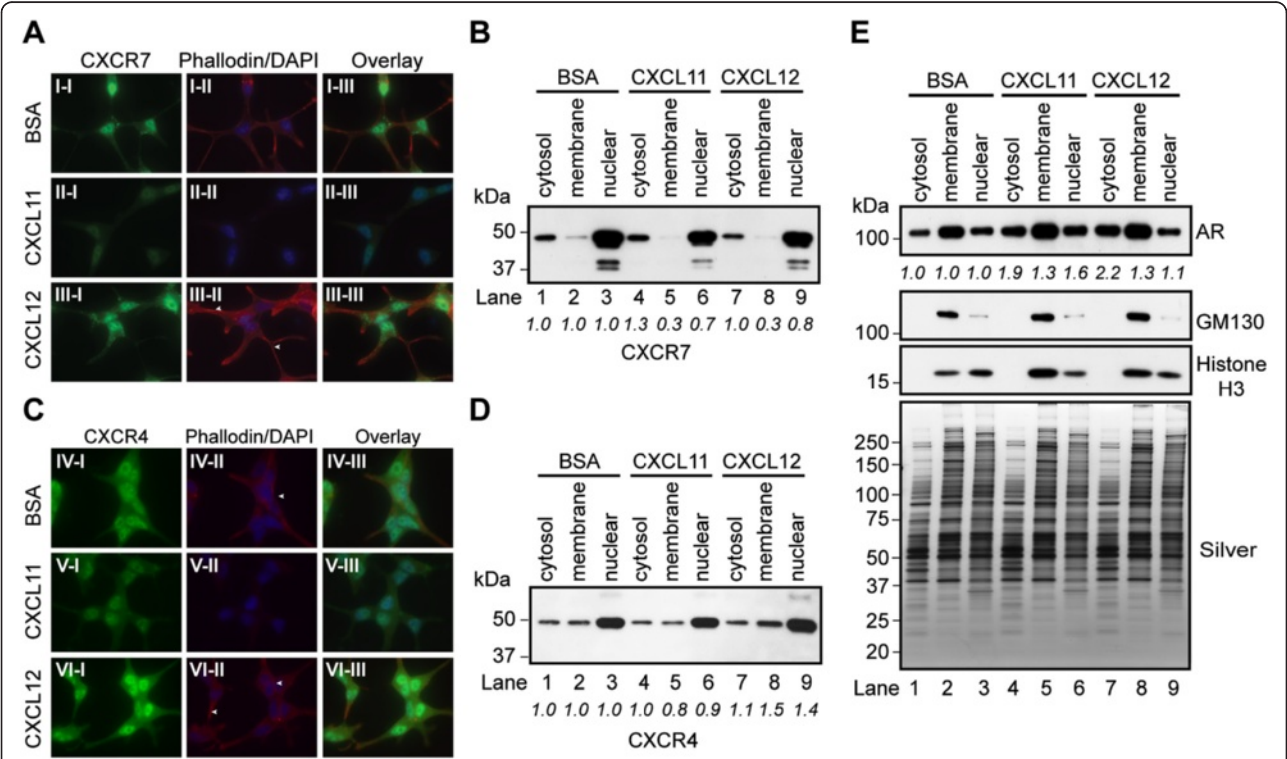 A
CXCR7 Phallodin/DAPI Overlay
BSA
I-I I-II I-III
CXCL11
II-I II-II II-III
CXCL12
III-I III-II III-III
B
BSA CXCL11 CXCL12
cytosol membrane nuclear cytosol membrane nuclear cytosol membrane nuclear
kDa
50
37
Lane 1 2 3 4 5 6 7 8 9
1.0 1.0 1.0 1.3 0.3 0.7 1.0 0.3 0.8
CXCR7
C
CXCR4 Phallodin/DAPI Overlay
BSA
IV-I IV-II IV-III
CXCL11
V-I V-II V-III
CXCL12
VI-I VI-II VI-III
D
BSA CXCL11 CXCL12
cytosol membrane nuclear cytosol membrane nuclear cytosol membrane nuclear
kDa
50
37
Lane 1 2 3 4 5 6 7 8 9
1.0 1.0 1.0 1.0 0.8 0.9 1.1 1.5 1.4
CXCR4
E
BSA CXCL11 CXCL12
cytosol membrane nuclear cytosol membrane nuclear cytosol membrane nuclear
kDa
100 AR
1.0 1.0 1.0 1.9 1.3 1.6 2.2 1.3 1.1
100 GM130
15 Histone
H3
250
150
100
75
50 Silver
37
25
20
Lane 1 2 3 4 5 6 7 8 9